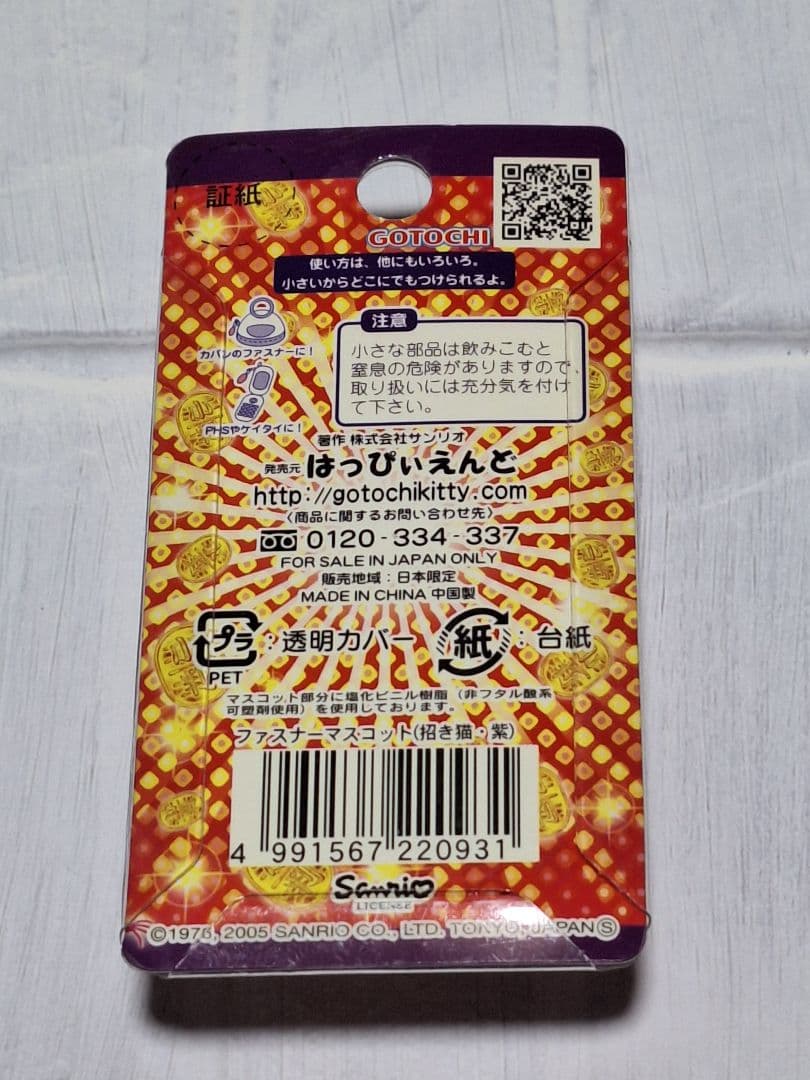 証紙
GOTOCHI
使い方は、他にもいろいろ。
小さいからどこにでもつけられるよ。
カバンのファスナーに!
PHSやケイタイに!
注意
小さな部品は飲みこむと
窒息の危険がありますので、
取り扱いには充分気を付け
て下さい。
著作 株式会社サンリオ
発売元 はっぴぃえんど
http://gotochikitty.com
〈商品に関するお問い合わせ先〉
0120-334-337
FOR SALE IN JAPAN ONLY
販売地域:日本限定
MADE IN CHINA 中国製
プラ:透明カバー 紙:台紙
PET
マスコット部分に塩化ビニル樹脂(非フタル酸系
可塑剤使用)を使用しております。
ファスナーマスコット(招き猫・紫)
4 991567 220931
Sanrio
LICENSE
©1976, 2005 SANRIO CO., LTD. TOKYO, JAPAN Ⓢ